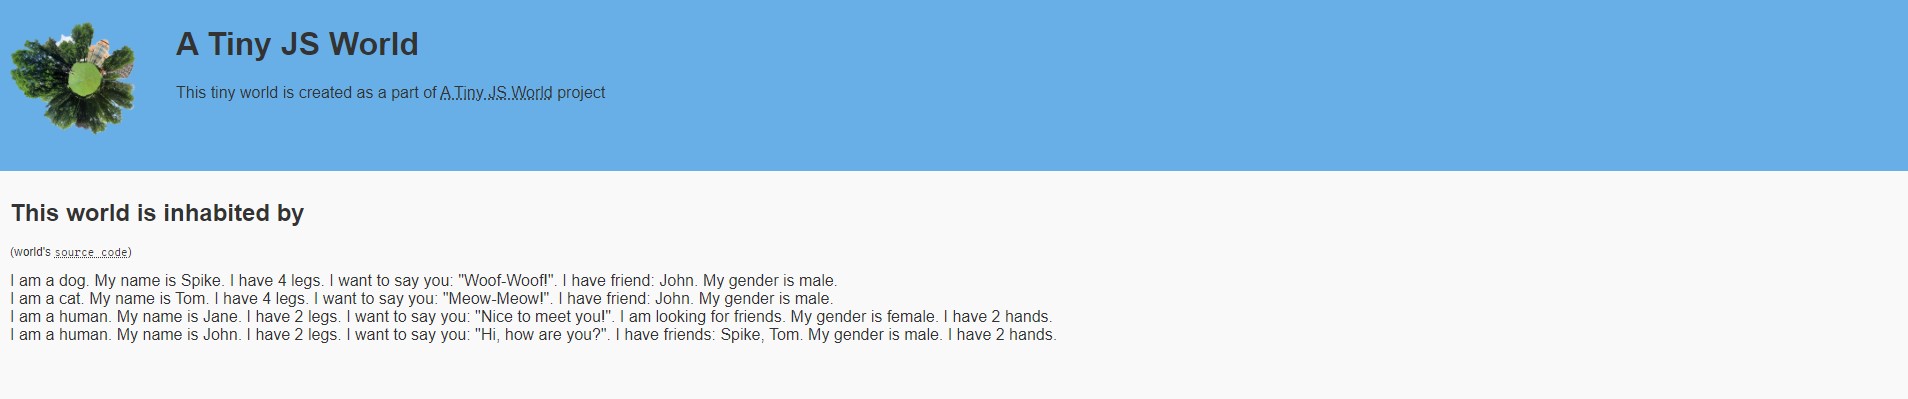 A Tiny JS World
This tiny world is created as a part of A Tiny JS World project
This world is inhabited by
(world's source code)
I am a dog. My name is Spike. I have 4 legs. I want to say you: "Woof-Woof!". I have friend: John. My gender is male.
I am a cat. My name is Tom. I have 4 legs. I want to say you: "Meow-Meow!". I have friend: John. My gender is male.
I am a human. My name is Jane. I have 2 legs. I want to say you: "Nice to meet you!". I am looking for friends. My gender is female. I have 2 hands.
I am a human. My name is John. I have 2 legs. I want to say you: "Hi, how are you?". I have friends: Spike, Tom. My gender is male. I have 2 hands.